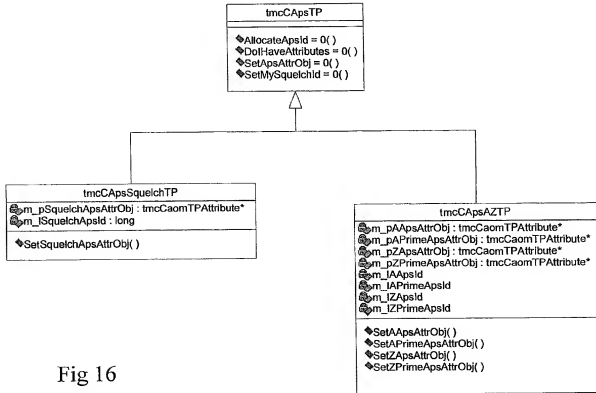 tmcCApsTP
AllocateApsId = 0( )
DoIHaveAttributes = 0( )
SetApsAttrObj = 0( )
SetMySquelchId = 0( )
tmcCApsSquelchTP
m_pSquelchApsAttrObj : tmcCaomTPAttribute*
m_lSquelchApsId : long
SetSquelchApsAttrObj( )
tmcCApsAZTP
m_pAApsAttrObj : tmcCaomTPAttribute*
m_pAPrimeApsAttrObj : tmcCaomTPAttribute*
m_pZApsAttrObj : tmcCaomTPAttribute*
m_pZPrimeApsAttrObj : tmcCaomTPAttribute*
m_lAApsId
m_lAPrimeApsId
m_lZApsId
m_lZPrimeApsId
SetAApsAttrObj( )
SetAPrimeApsAttrObj( )
SetZApsAttrObj( )
SetZPrimeApsAttrObj( )
Fig 16